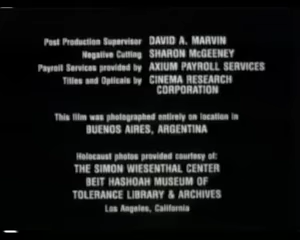 Post Production Supervisor DAVID A. MARVIN
Negative Cutting SHARON McGEENEY
Payroll Services provided by AXIUM PAYROLL SERVICES
Titles and Opticals by CINEMA RESEARCH
CORPORATION
This film was photographed entirely on location in
BUENOS AIRES, ARGENTINA
Holocaust photos provided courtesy of:
THE SIMON WIESENTHAL CENTER
BEIT HASHOAH MUSEUM OF
TOLERANCE LIBRARY & ARCHIVES
Los Angeles, California